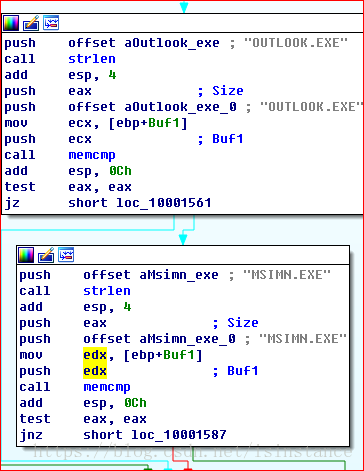 push offset aOutlook_exe ; "OUTLOOK.EXE"
call strlen
add esp, 4
push eax ; Size
push offset aOutlook_exe_0 ; "OUTLOOK.EXE"
mov ecx, [ebp+Buf1]
push ecx ; Buf1
call memcmp
add esp, 0Ch
test eax, eax
jz short loc_10001561
push offset aMsimn_exe ; "MSIMN.EXE"
call strlen
add esp, 4
push eax ; Size
push offset aMsimn_exe_0 ; "MSIMN.EXE"
mov edx, [ebp+Buf1]
push edx ; Buf1
call memcmp
add esp, 0Ch
test eax, eax
jnz short loc_10001587
https://blog.csdn.net/isinstance